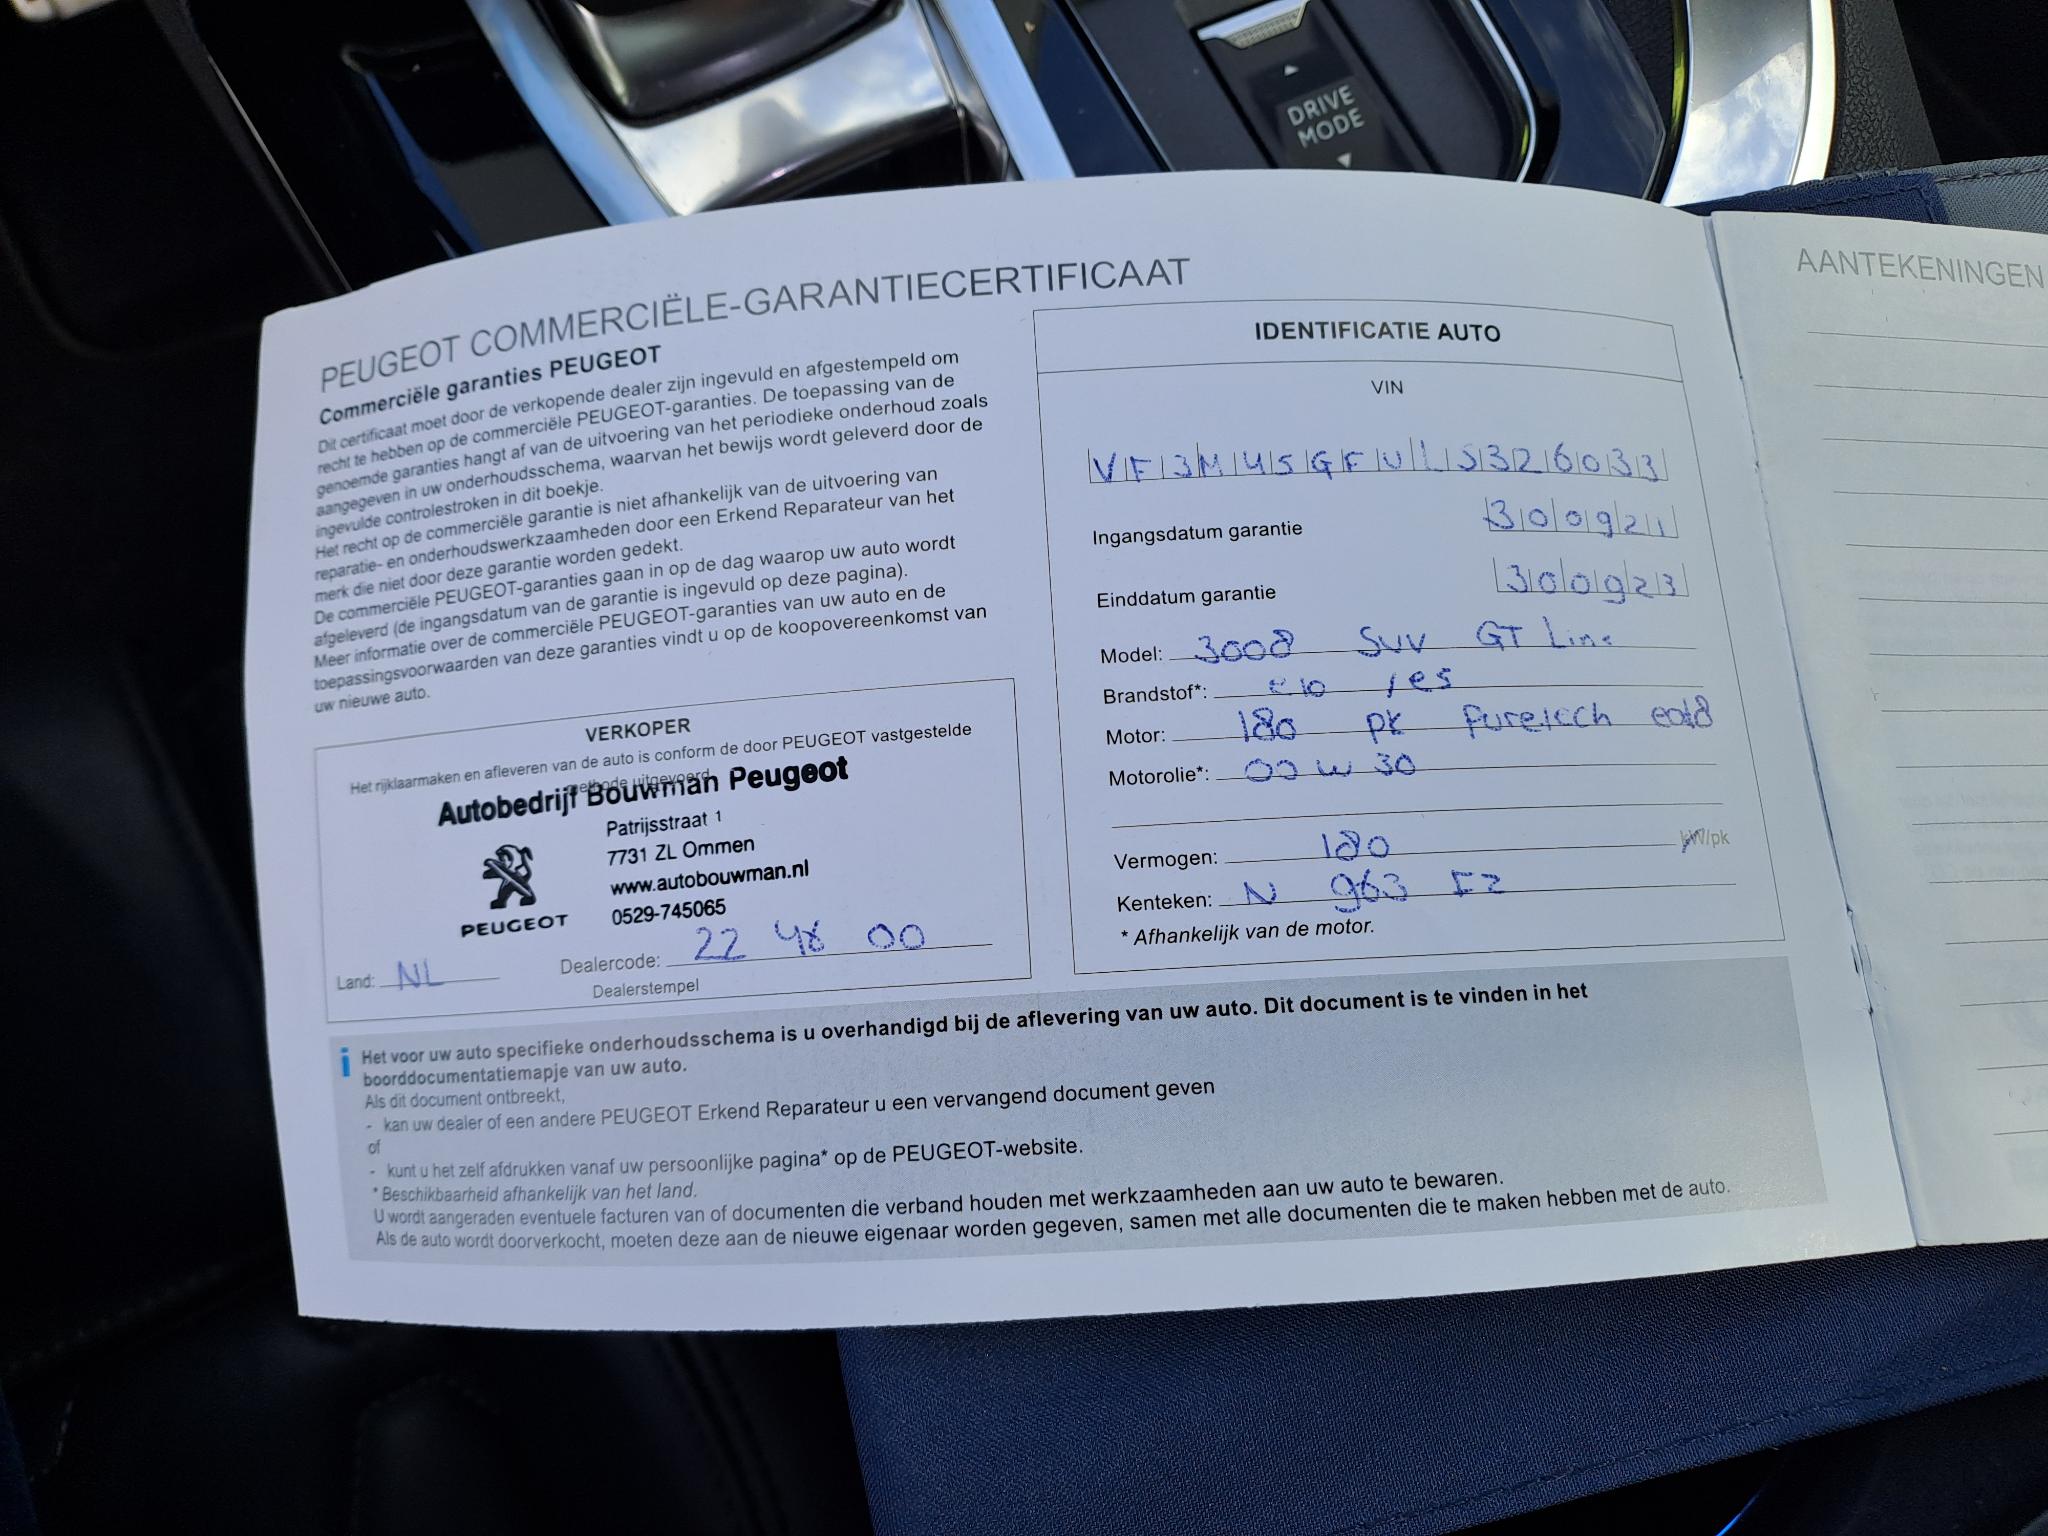 DRIVE
MODE
PEUGEOT COMMERCIËLE-GARANTIECERTIFICAAT
Commerciële garanties PEUGEOT
Dit certificaat moet door de verkopende dealer zijn ingevuld en afgestempeld om
recht te hebben op de commerciële PEUGEOT-garanties. De toepassing van de
genoemde garanties hangt af van de uitvoering van het periodieke onderhoud zoals
aangegeven in uw onderhoudsschema, waarvan het bewijs wordt geleverd door de
ingevulde controlestroken in dit boekje.
Het recht op de commerciële garantie is niet afhankelijk van de uitvoering van
reparatie- en onderhoudswerkzaamheden door een Erkend Reparateur van het
merk die niet door deze garantie worden gedekt.
De commerciële PEUGEOT-garanties gaan in op de dag waarop uw auto wordt
afgeleverd (de ingangsdatum van de garantie is ingevuld op deze pagina).
Meer informatie over de commerciële PEUGEOT-garanties van uw auto en de
toepassingsvoorwaarden van deze garanties vindt u op de koopovereenkomst van
uw nieuwe auto.
VERKOPER
Het rijklaarmaken en afleveren van de auto is conform de door PEUGEOT vastgestelde
methode uitgevoerd
Autobedrijf Bouwman Peugeot
Patrijsstraat 1
7731 ZL Ommen
www.autobouwman.nl
0529-745065
PEUGEOT
Land: NL
Dealercode: 22 48 00
Dealerstempel
IDENTIFICATIE AUTO
VIN
VF3M45GFULS326033
Ingangsdatum garantie 300921
Einddatum garantie 300923
Model: 3008 SUV GT Line
Brandstof*: E10
Motor: 180 pk Puretech
Motorolie*: 00 W 30
Vermogen: 180 kW/pk
Kenteken: N 963 FZ
* Afhankelijk van de motor.
i Het voor uw auto specifieke onderhoudsschema is u overhandigd bij de aflevering van uw auto. Dit document is te vinden in het
boorddocumentatiemapje van uw auto.
Als dit document ontbreekt,
- kan uw dealer of een andere PEUGEOT Erkend Reparateur u een vervangend document geven
of
- kunt u het zelf afdrukken vanaf uw persoonlijke pagina* op de PEUGEOT-website.
* Beschikbaarheid afhankelijk van het land.
U wordt aangeraden eventuele facturen van of documenten die verband houden met werkzaamheden aan uw auto te bewaren.
Als de auto wordt doorverkocht, moeten deze aan de nieuwe eigenaar worden gegeven, samen met alle documenten die te maken hebben met de auto.
AANTEKENINGEN